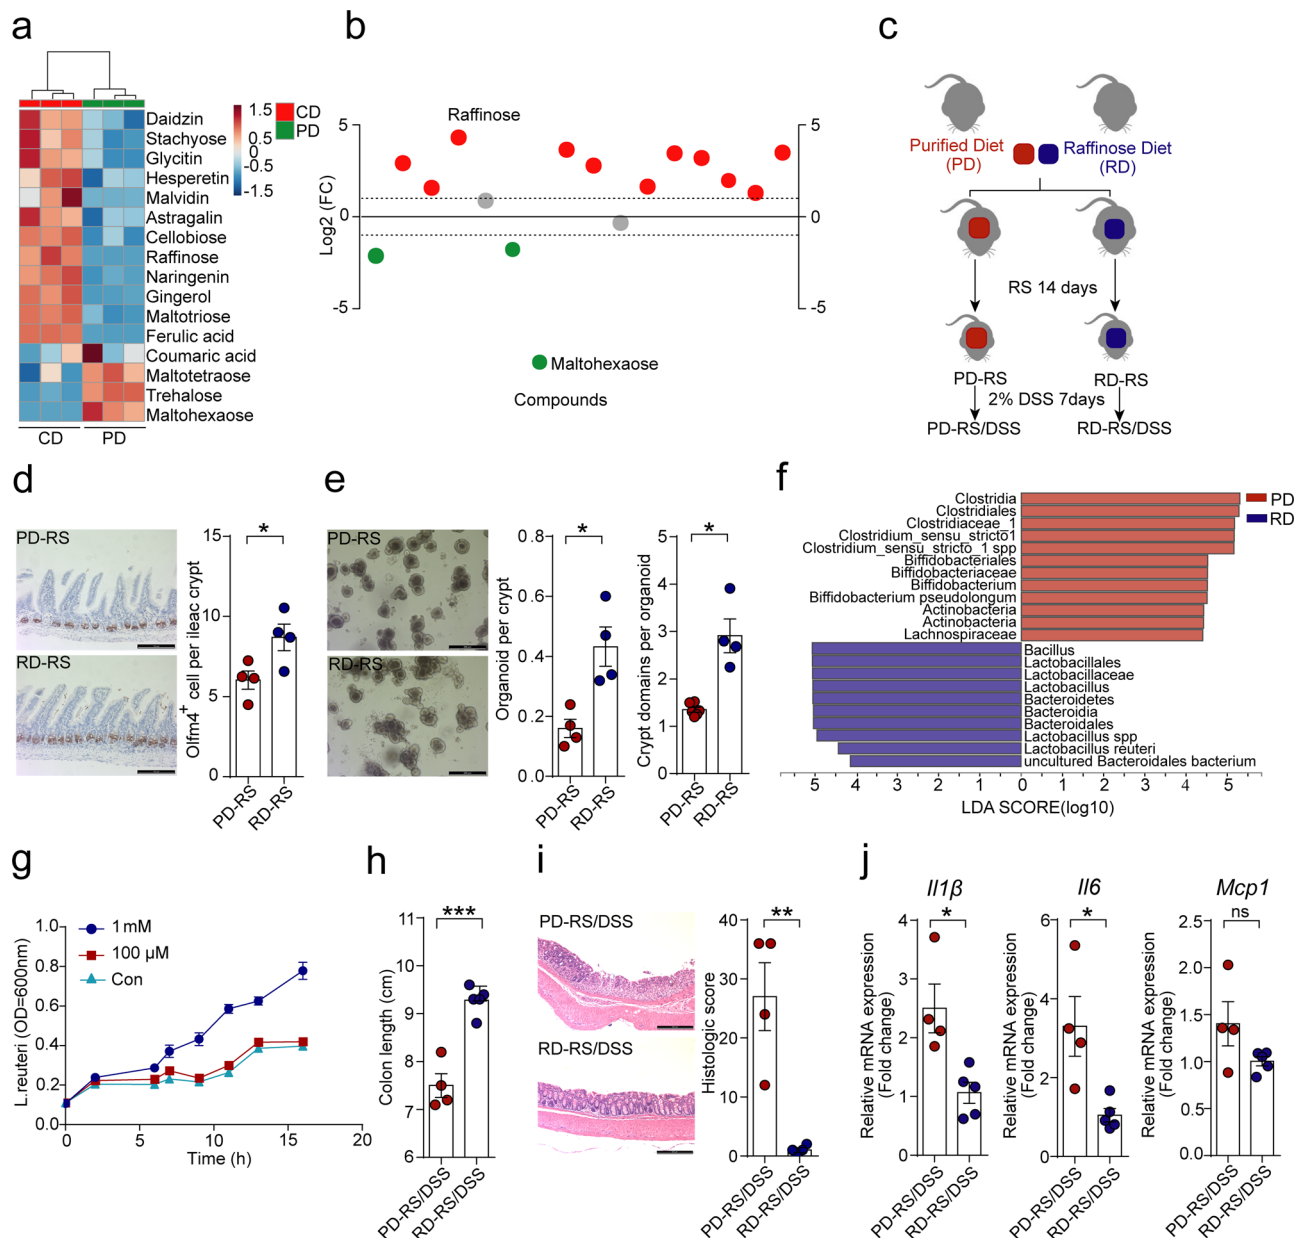 a
Daidzin
Stachyose
Glycitin
Hesperetin
Malvidin
Astragalin
Cellobiose
Raffinose
Naringenin
Gingerol
Maltotriose
Ferulic acid
Coumaric acid
Maltotetraose
Trehalose
Maltohexaose
1.5
0.5
0
-0.5
-1.5
CD
PD
CD
PD
b
Raffinose
5
0
-5
Log2 (FC)
5
0
-5
Maltohexaose
Compounds
c
Purified Diet
(PD)
Raffinose Diet
(RD)
RS 14 days
PD-RS
RD-RS
2% DSS 7days
PD-RS/DSS
RD-RS/DSS
d
PD-RS
RD-RS
Olfm4+ cell per ileac crypt
15
10
5
0
*
PD-RS
RD-RS
e
PD-RS
RD-RS
Organoid per crypt
0.8
0.6
0.4
0.2
0.0
*
PD-RS
RD-RS
Crypt domains per organoid
5
4
3
2
1
0
*
PD-RS
RD-RS
f
PD
RD
Clostridia
Clostridiales
Clostridiaceae_1
Clostridium_sensu_stricto1
Clostridium_sensu_stricto_1 spp
Biffidobacteriales
Biffidobacteriaceae
Biffidobacterium
Biffidobacterium pseudolongum
Actinobacteria
Actinobacteria
Lachnospiraceae
Bacillus
Lactobacillales
Lactobacillaceae
Lactobacillus
Bacteroidetes
Bacteroidia
Bacteroidales
Lactobacillus spp
Lactobacillus reuteri
uncultured Bacteroidales bacterium
5 4 3 2 1 0 1 2 3 4 5
LDA SCORE(log10)
g
L.reuteri (OD=600nm)
1.0
0.8
0.6
0.4
0.2
0.0
1 mM
100 μM
Con
0 5 10 15 20
Time (h)
h
Colon length (cm)
11
10
9
8
7
6
***
PD-RS/DSS
RD-RS/DSS
i
PD-RS/DSS
RD-RS/DSS
Histologic score
40
30
20
10
0
**
PD-RS/DSS
RD-RS/DSS
j
Il1β
Relative mRNA expression
(Fold change)
4
3
2
1
0
*
PD-RS/DSS
RD-RS/DSS
Il6
Relative mRNA expression
(Fold change)
6
4
2
0
*
PD-RS/DSS
RD-RS/DSS
Mcp1
Relative mRNA expression
(Fold change)
2.5
2.0
1.5
1.0
0.5
0.0
ns
PD-RS/DSS
RD-RS/DSS